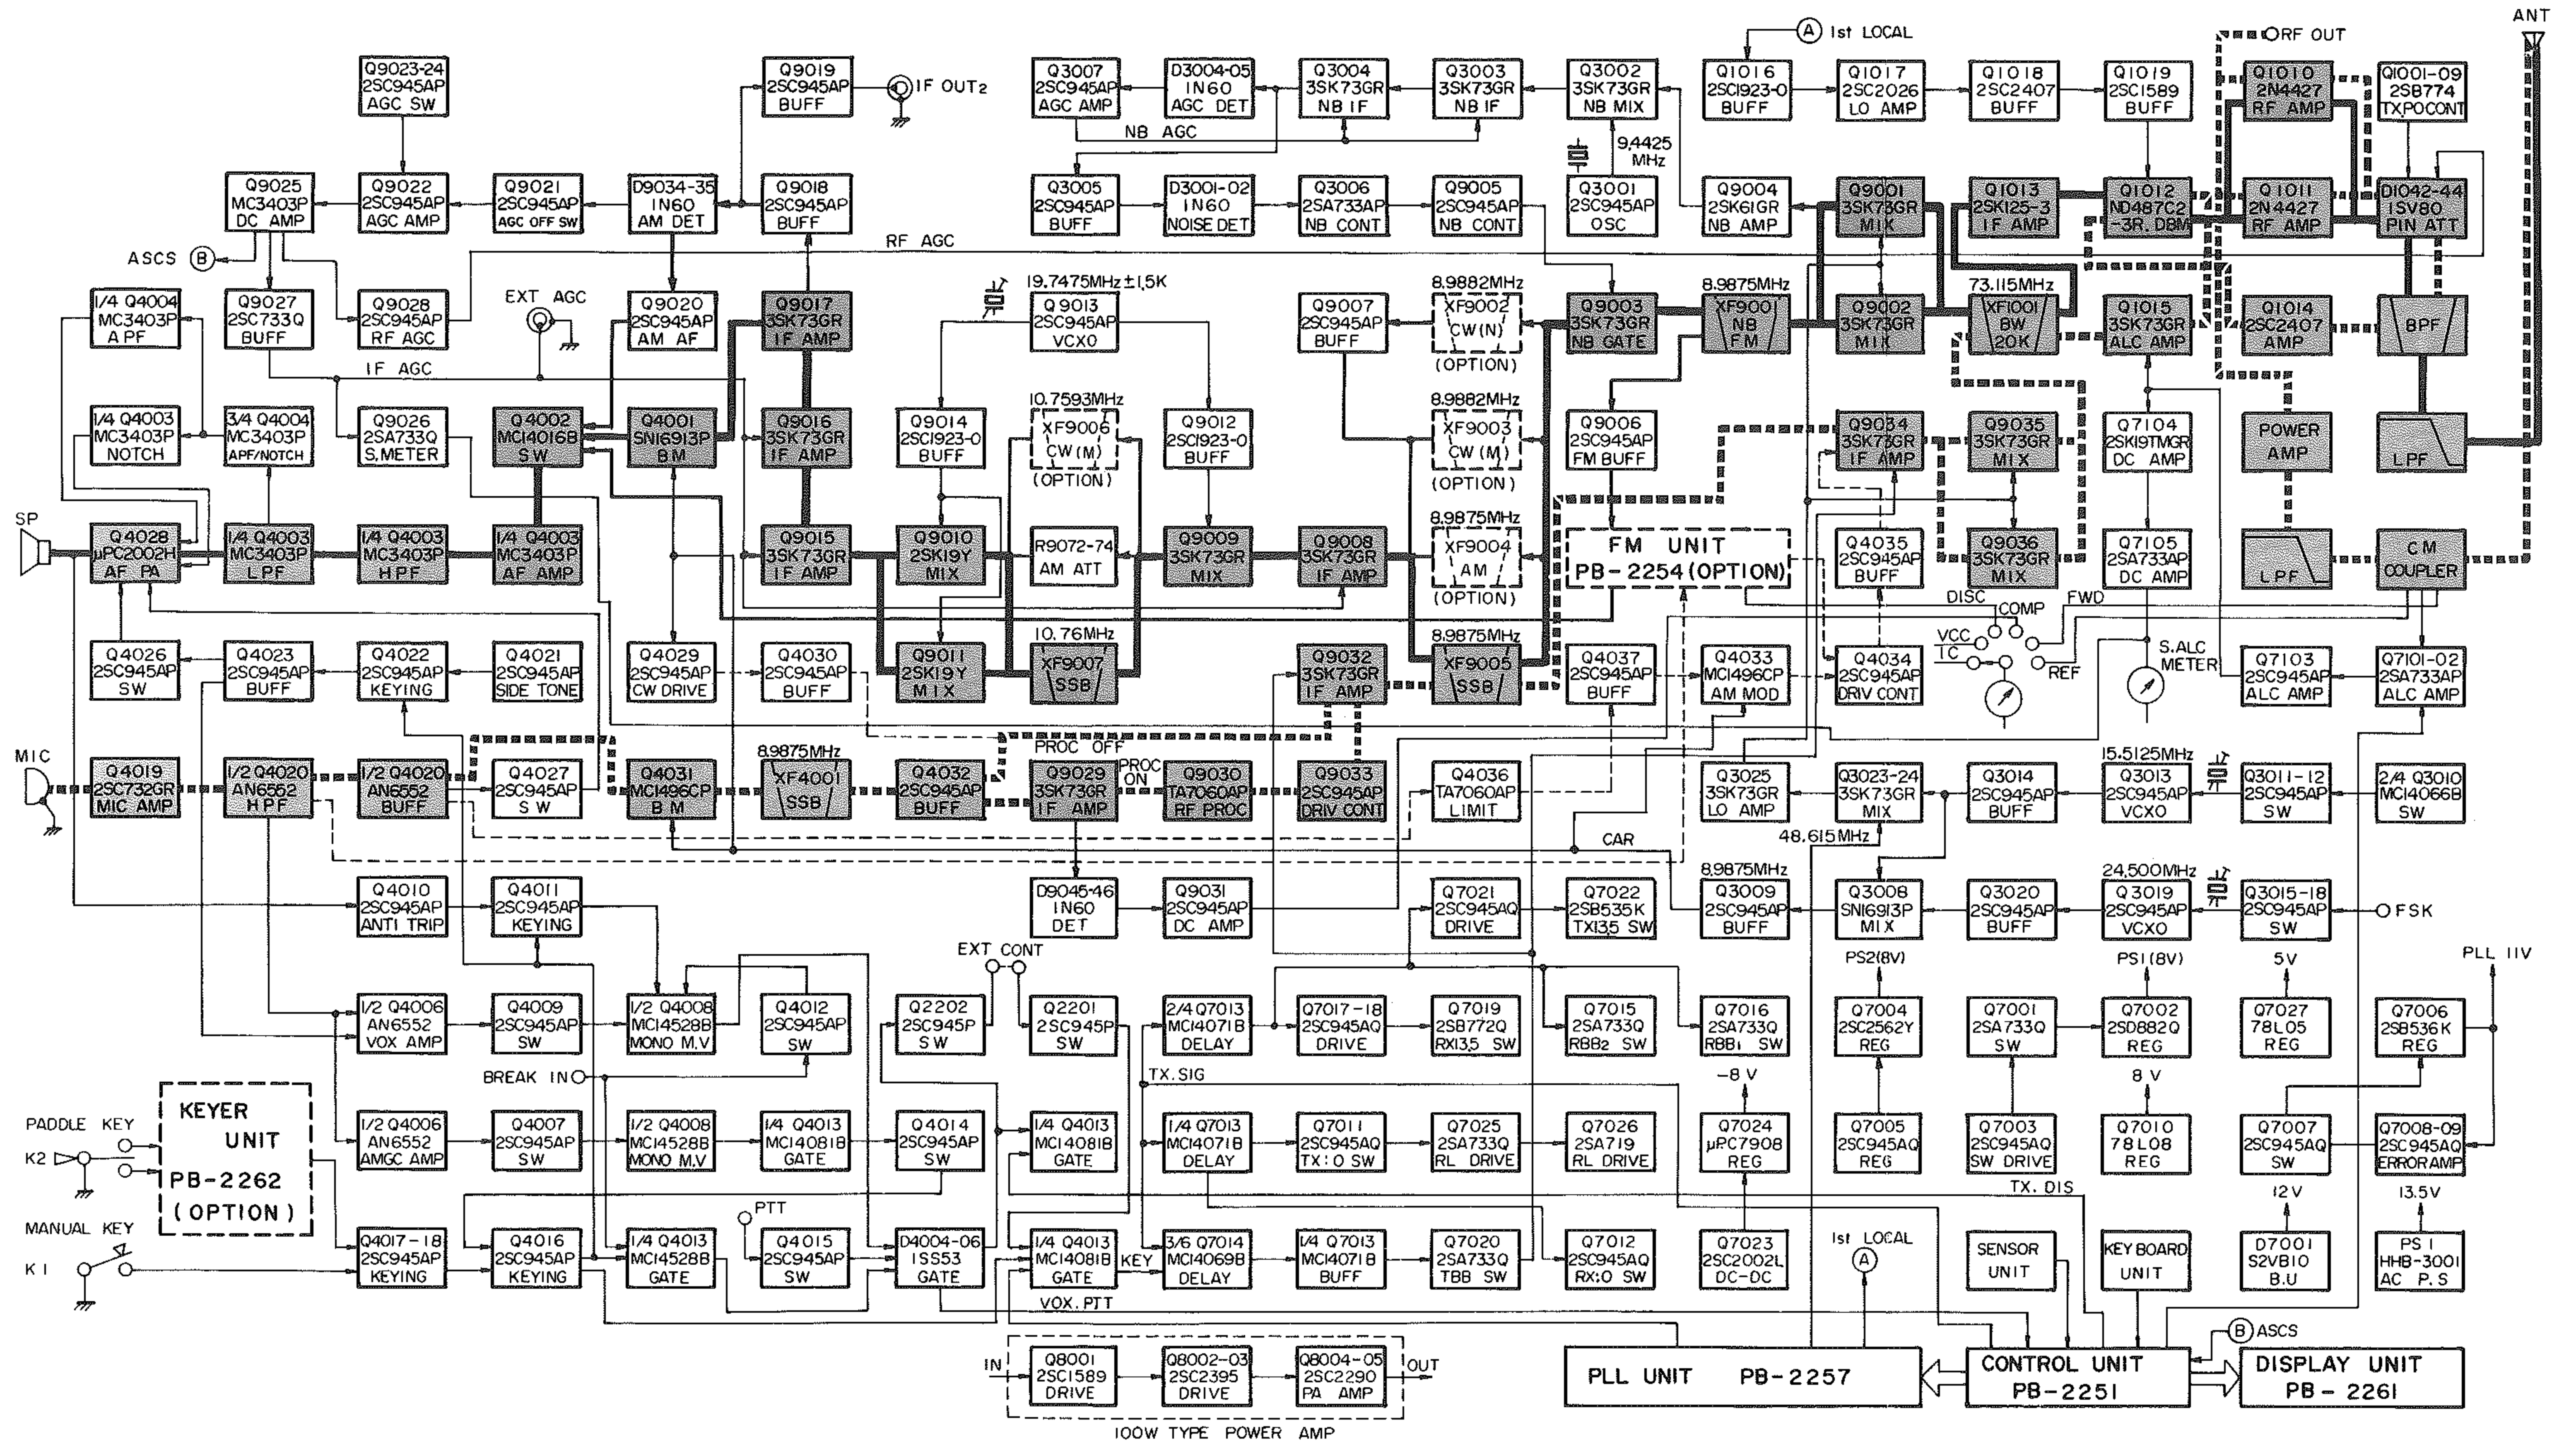 ANT
A 1st LOCAL
RF OUT
Q9023-24
2SC945AP
AGC SW
Q9019
2SC945AP
BUFF
IF OUT2
Q3007
2SC945AP
AGC AMP
D3004-05
IN60
AGC DET
Q3004
3SK73GR
NB IF
Q3003
3SK73GR
NB IF
Q3002
3SK73GR
NB MIX
Q1016
2SC1923-O
BUFF
Q1017
2SC2026
LO AMP
Q1018
2SC2407
BUFF
Q1019
2SC1589
BUFF
Q1010
2N4427
RF AMP
Q1001-09
2SB774
TX.PO.CONT
NB AGC
9.4425
MHz
Q9025
MC3403P
DC AMP
Q9022
2SC945AP
AGC AMP
Q9021
2SC945AP
AGC OFF SW
D9034-35
IN60
AM DET
Q9018
2SC945AP
BUFF
Q3005
2SC945AP
BUFF
D3001-02
IN60
NOISE DET
Q3006
2SA733AP
NB CONT
Q9005
2SC945AP
NB CONT
Q3001
2SC945AP
OSC
Q9004
2SK61GR
NB AMP
Q9001
3SK73GR
MIX
Q1013
2SK125-3
IF AMP
Q1012
ND487C2
-3R. DBM
Q1011
2N4427
RF AMP
D1042-44
1SV80
PIN ATT
RF AGC
ASCS B
1/4 Q4004
MC3403P
APF
Q9027
2SC733Q
BUFF
Q9028
2SC945AP
RF AGC
EXT AGC
Q9020
2SC945AP
AM AF
Q9017
3SK73GR
IF AMP
19.7475MHz±1.5K
Q9013
2SC945AP
VCXO
Q9007
2SC945AP
BUFF
8.9882MHz
XF9002
CW(N)
(OPTION)
Q9003
3SK73GR
NB GATE
8.9875MHz
XF9001
NB
FM
Q9002
3SK73GR
MIX
73.115MHz
XF1001
BW
20K
Q1015
3SK73GR
ALC AMP
Q1014
2SC2407
AMP
BPF
IF AGC
1/4 Q4003
MC3403P
NOTCH
3/4 Q4004
MC3403P
APF/NOTCH
Q9026
2SA733Q
S.METER
Q4002
MC14016B
SW
Q4001
SN16913P
BM
Q9016
3SK73GR
IF AMP
Q9014
2SC1923-O
BUFF
10.7593MHz
XF9006
CW(M)
(OPTION)
Q9012
2SC1923-O
BUFF
8.9882MHz
XF9003
CW(M)
(OPTION)
Q9006
2SC945AP
FM BUFF
Q9034
3SK73GR
IF AMP
Q9035
3SK73GR
MIX
Q7104
2SK19TMGR
DC AMP
POWER
AMP
LPF
SP
Q4028
µPC2002H
AF PA
1/4 Q4003
MC3403P
LPF
1/4 Q4003
MC3403P
HPF
1/4 Q4003
MC3403P
AF AMP
Q9015
3SK73GR
IF AMP
Q9010
2SK19Y
MIX
R9072-74
AM ATT
Q9009
3SK73GR
MIX
Q9008
3SK73GR
IF AMP
8.9875MHz
XF9004
AM
(OPTION)
FM UNIT
PB-2254 (OPTION)
Q4035
2SC945AP
BUFF
Q9036
3SK73GR
MIX
Q7105
2SA733AP
DC AMP
LPF
CM
COUPLER
DISC
COMP
FWD
VCC
IC
REF
S.ALC
METER
Q4026
2SC945AP
SW
Q4023
2SC945AP
BUFF
Q4022
2SC945AP
KEYING
Q4021
2SC945AP
SIDE TONE
Q4029
2SC945AP
CW DRIVE
Q4030
2SC945AP
BUFF
Q9011
2SK19Y
MIX
10.76MHz
XF9007
SSB
Q9032
3SK73GR
IF AMP
8.9875MHz
XF9005
SSB
Q4037
2SC945AP
BUFF
Q4033
MC1496CP
AM MOD
Q4034
2SC945AP
DRIV CONT
Q7103
2SC945AP
ALC AMP
Q7101-02
2SA733AP
ALC AMP
MIC
Q4019
2SC732GR
MIC AMP
1/2 Q4020
AN6552
HPF
1/2 Q4020
AN6552
BUFF
Q4027
2SC945AP
SW
Q4031
MC1496CP
BM
8.9875MHz
XF4001
SSB
Q4032
2SC945AP
BUFF
PROC OFF
Q9029
3SK73GR
IF AMP
PROC
ON
Q9030
TA7060AP
RF PROC
Q9033
2SC945AP
DRIV CONT
Q4036
TA7060AP
LIMIT
Q3025
3SK73GR
LO AMP
Q3023-24
3SK73GR
MIX
Q3014
2SC945AP
BUFF
15.5125MHz
Q3013
2SC945AP
VCXO
Q3011-12
2SC945AP
SW
2/4 Q3010
MC14066B
SW
48.615MHz
CAR
Q4010
2SC945AP
ANTI TRIP
Q4011
2SC945AP
KEYING
D9045-46
IN60
DET
Q9031
2SC945AP
DC AMP
Q7021
2SC945AQ
DRIVE
Q7022
2SB535K
TX13.5 SW
8.9875MHz
Q3009
2SC945AP
BUFF
Q3008
SN16913P
MIX
Q3020
2SC945AP
BUFF
24.500MHz
Q3019
2SC945AP
VCXO
Q3015-18
2SC945AP
SW
FSK
EXT CONT
PS2(8V)
PS1(8V)
5V
PLL 11V
1/2 Q4006
AN6552
VOX AMP
Q4009
2SC945AP
SW
1/2 Q4008
MC14528B
MONO M.V
Q4012
2SC945AP
SW
Q2202
2SC945P
SW
Q2201
2SC945P
SW
2/4 Q7013
MC14071B
DELAY
Q7017-18
2SC945AQ
DRIVE
Q7019
2SB772Q
RX13.5 SW
Q7015
2SA733Q
RBB2 SW
Q7016
2SA733Q
RBB1 SW
Q7004
2SC2562Y
REG
Q7001
2SA733Q
SW
Q7002
2SD882Q
REG
Q7027
78L05
REG
Q7006
2SB536K
REG
BREAK IN
TX.SIG
-8 V
8 V
PADDLE KEY
K2
KEYER
UNIT
PB-2262
(OPTION)
1/2 Q4006
AN6552
AMGC AMP
Q4007
2SC945AP
SW
1/2 Q4008
MC14528B
MONO M.V
1/4 Q4013
MC14081B
GATE
Q4014
2SC945AP
SW
1/4 Q4013
MC14081B
GATE
1/4 Q7013
MC14071B
DELAY
Q7011
2SC945AQ
TX:O SW
Q7025
2SA733Q
RL DRIVE
Q7026
2SA719
RL DRIVE
Q7024
µPC7908
REG
Q7005
2SC945AQ
REG
Q7003
2SC945AQ
SW DRIVE
Q7010
78L08
REG
Q7007
2SC945AQ
SW
Q7008-09
2SC945AQ
ERROR AMP
TX. DIS
12V
13.5V
MANUAL KEY
K1
Q4017-18
2SC945AP
KEYING
Q4016
2SC945AP
KEYING
1/4 Q4013
MC14528B
GATE
PTT
Q4015
2SC945AP
SW
D4004-06
ISS53
GATE
1/4 Q4013
MC14081B
GATE
KEY
3/6 Q7014
MC14069B
DELAY
1/4 Q7013
MC14071B
BUFF
Q7020
2SA733Q
TBB SW
Q7012
2SC945AQ
RX:O SW
Q7023
2SC2002L
DC-DC
1st LOCAL
A
SENSOR
UNIT
KEY BOARD
UNIT
D7001
S2VB10
B.U
PS 1
HHB-3001
AC P.S
VOX.PTT
B ASCS
IN
Q8001
2SC1589
DRIVE
Q8002-03
2SC2395
DRIVE
Q8004-05
2SC2290
PA AMP
OUT
100W TYPE POWER AMP
PLL UNIT PB-2257
CONTROL UNIT
PB-2251
DISPLAY UNIT
PB-2261